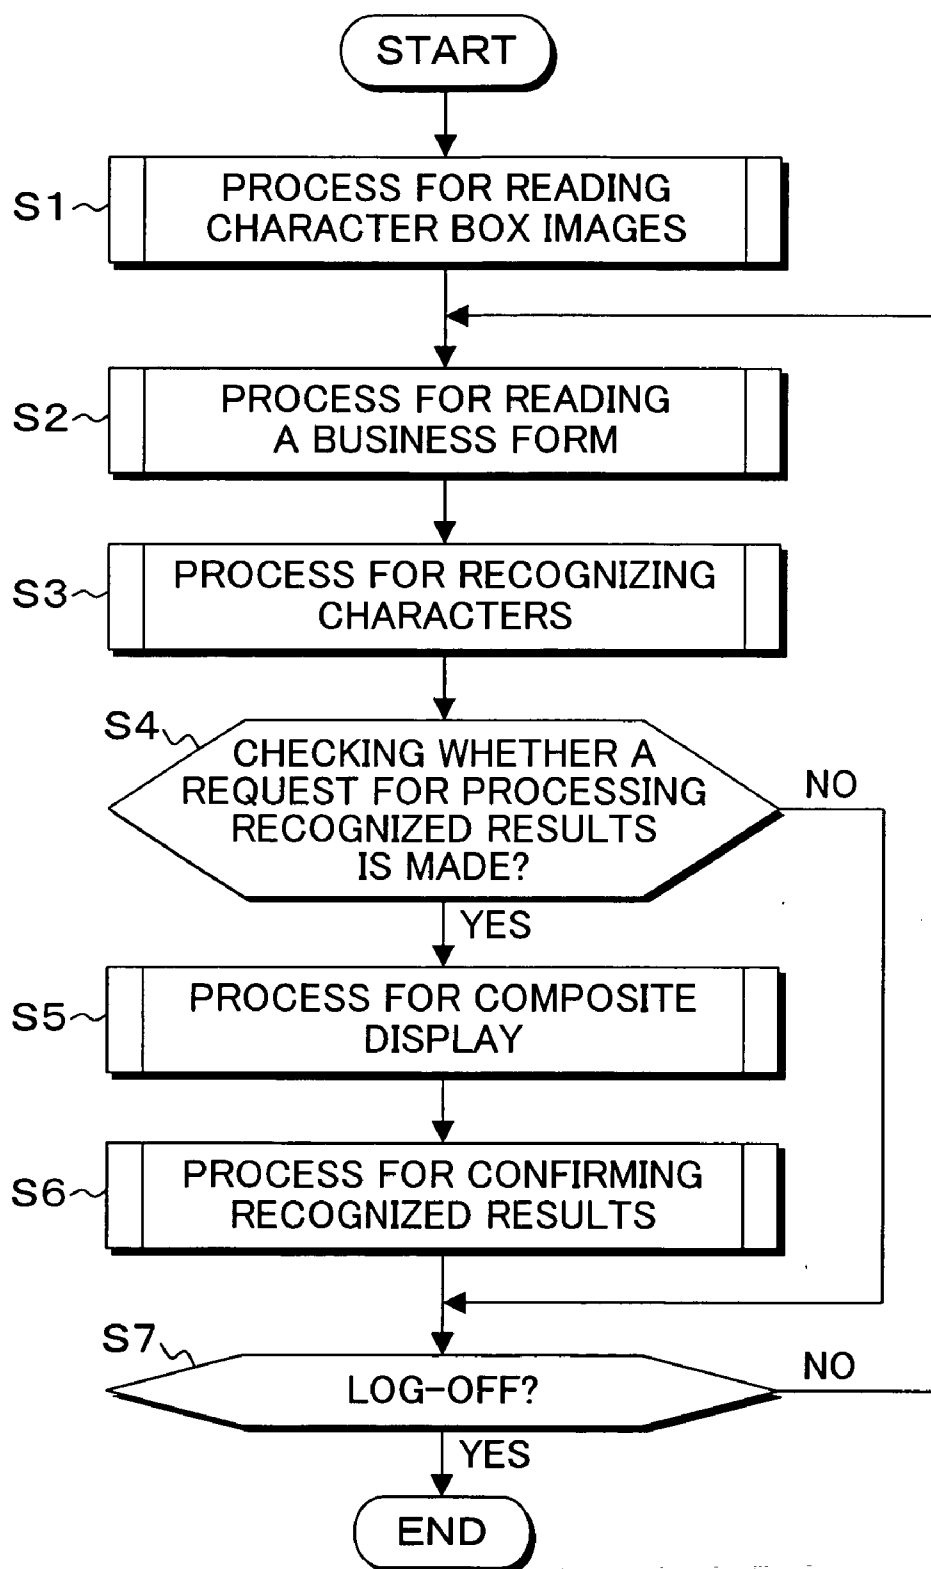 START
S1
PROCESS FOR READING
CHARACTER BOX IMAGES
S2
PROCESS FOR READING
A BUSINESS FORM
S3
PROCESS FOR RECOGNIZING
CHARACTERS
S4
CHECKING WHETHER A
REQUEST FOR PROCESSING
RECOGNIZED RESULTS
IS MADE?
NO
YES
S5
PROCESS FOR COMPOSITE
DISPLAY
S6
PROCESS FOR CONFIRMING
RECOGNIZED RESULTS
S7
LOG-OFF?
NO
YES
END